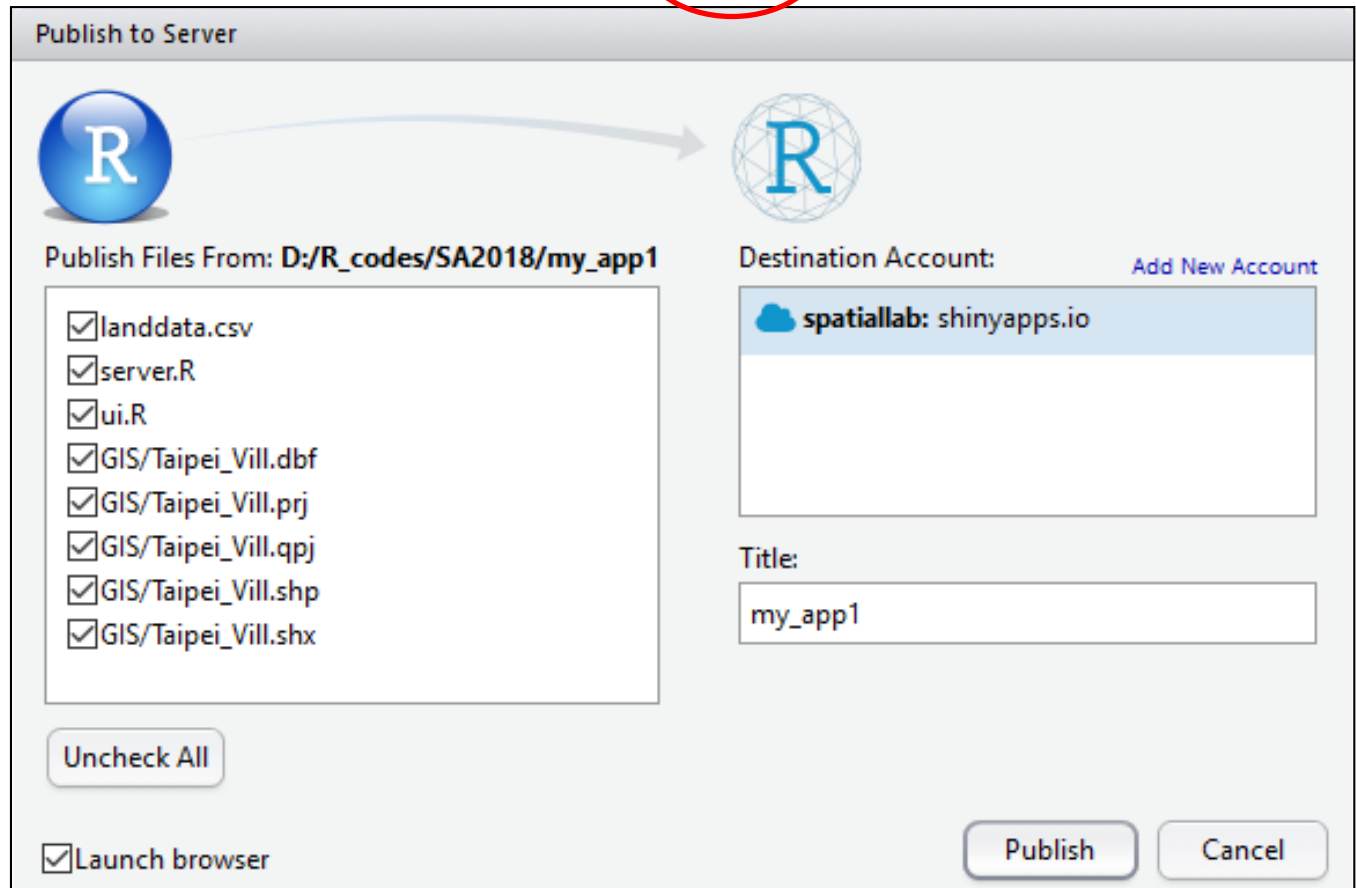 Publish to Server
R
R
Publish Files From: D:/R_codes/SA2018/my_app1
landdata.csv
server.R
ui.R
GIS/Taipei_Vill.dbf
GIS/Taipei_Vill.prj
GIS/Taipei_Vill.qpj
GIS/Taipei_Vill.shp
GIS/Taipei_Vill.shx
Uncheck All
Launch browser
Destination Account: Add New Account
spatiallab: shinyapps.io
Title:
my_app1
Publish Cancel